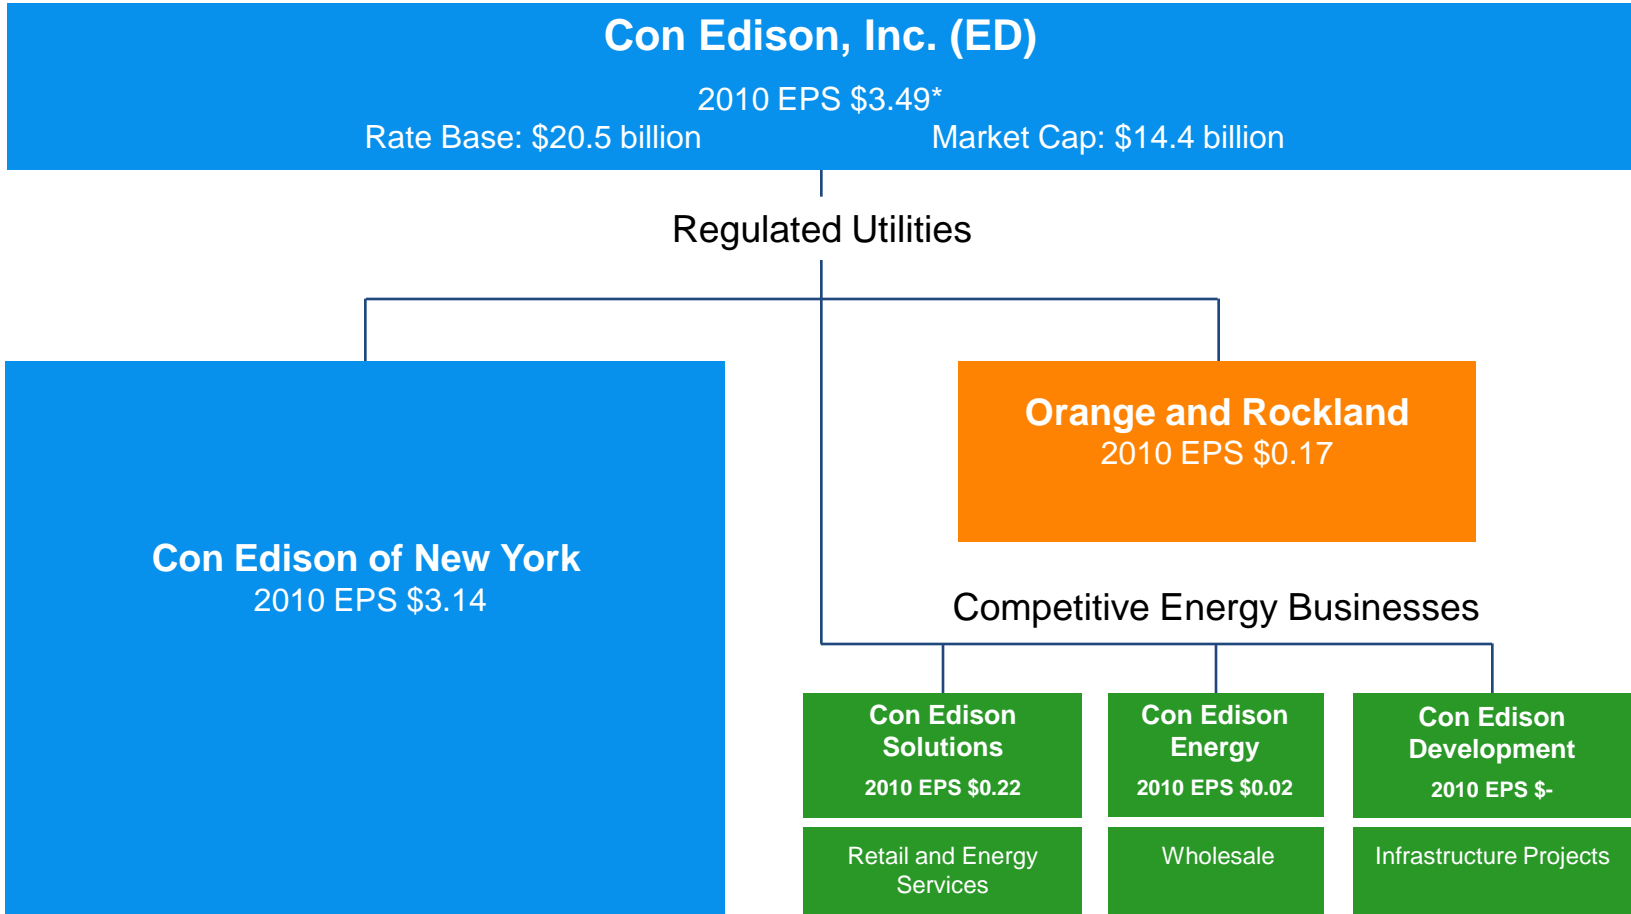 Con Edison, Inc. (ED)
2010 EPS $3.49*
Rate Base: $20.5 billion
Market Cap: $14.4 billion
Regulated Utilities
Con Edison of New York
2010 EPS $3.14
Orange and Rockland
2010 EPS $0.17
Competitive Energy Businesses
Con Edison
Solutions
2010 EPS $0.22
Retail and Energy
Services
Con Edison
Energy
2010 EPS $0.02
Wholesale
Con Edison
Development
2010 EPS $-
Infrastructure Projects